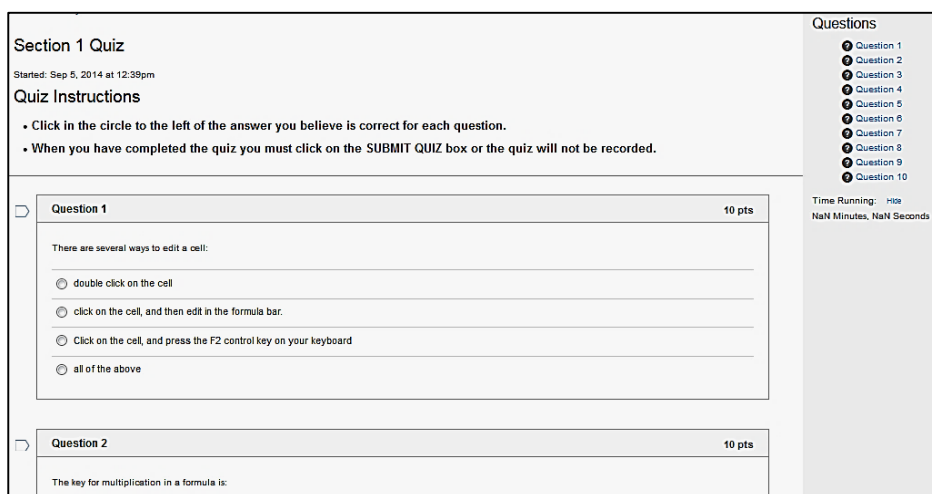 Section 1 Quiz
Started: Sep 5, 2014 at 12:39pm
Quiz Instructions
• Click in the circle to the left of the answer you believe is correct for each question.
• When you have completed the quiz you must click on the SUBMIT QUIZ box or the quiz will not be recorded.
Question 1 10 pts
There are several ways to edit a cell:
double click on the cell
click on the cell, and then edit in the formula bar.
Click on the cell, and press the F2 control key on your keyboard
all of the above
Question 2 10 pts
The key for multiplication in a formula is:
Questions
Question 1
Question 2
Question 3
Question 4
Question 5
Question 6
Question 7
Question 8
Question 9
Question 10
Time Running: Hide
NaN Minutes, NaN Seconds